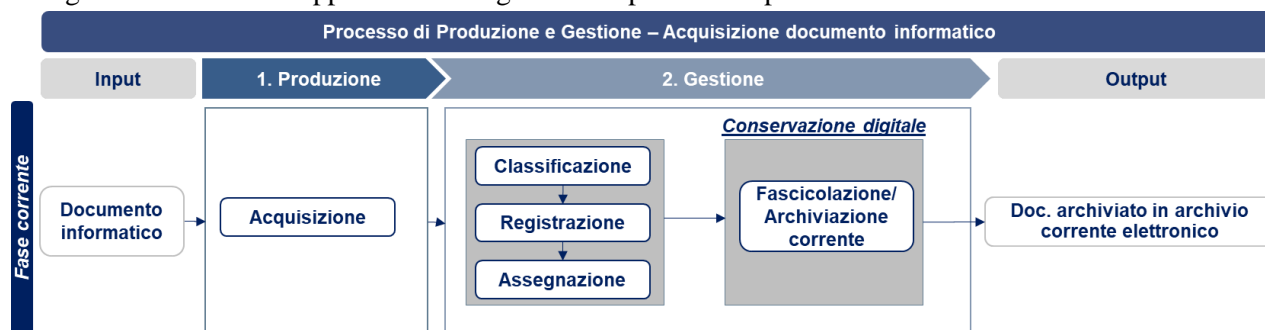 Processo di Produzione e Gestione – Acquisizione documento informatico
Input
1. Produzione
2. Gestione
Output
Fase corrente
Documento
informatico
Acquisizione
Classificazione
Registrazione
Assegnazione
Conservazione digitale
Fascicolazione/
Archiviazione
corrente
Doc. archiviato in archivio
corrente elettronico